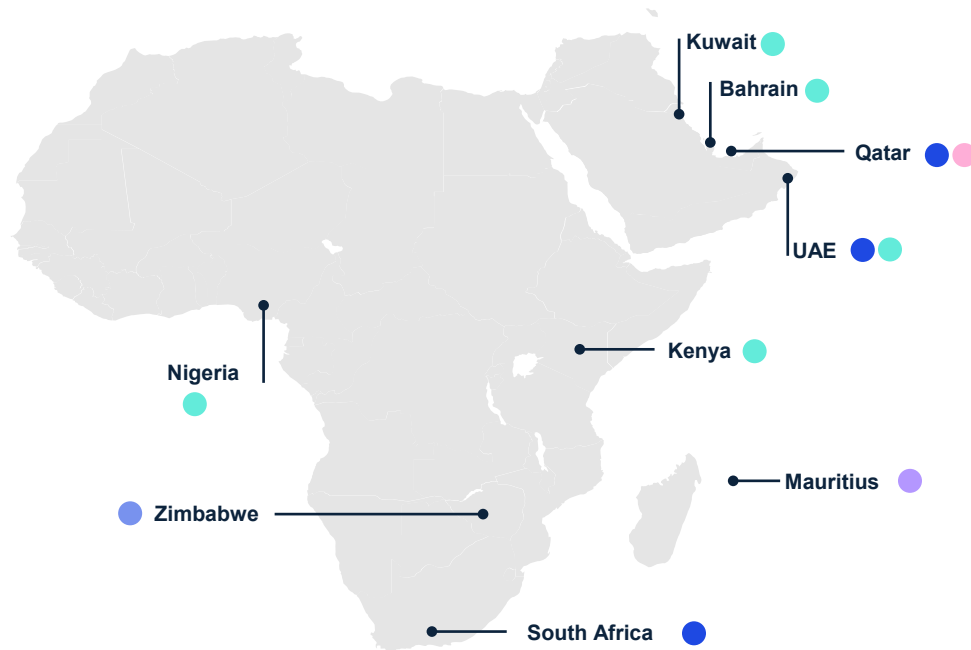 Kuwait
Bahrain
Qatar
UAE
Kenya
Nigeria
Mauritius
Zimbabwe
South Africa